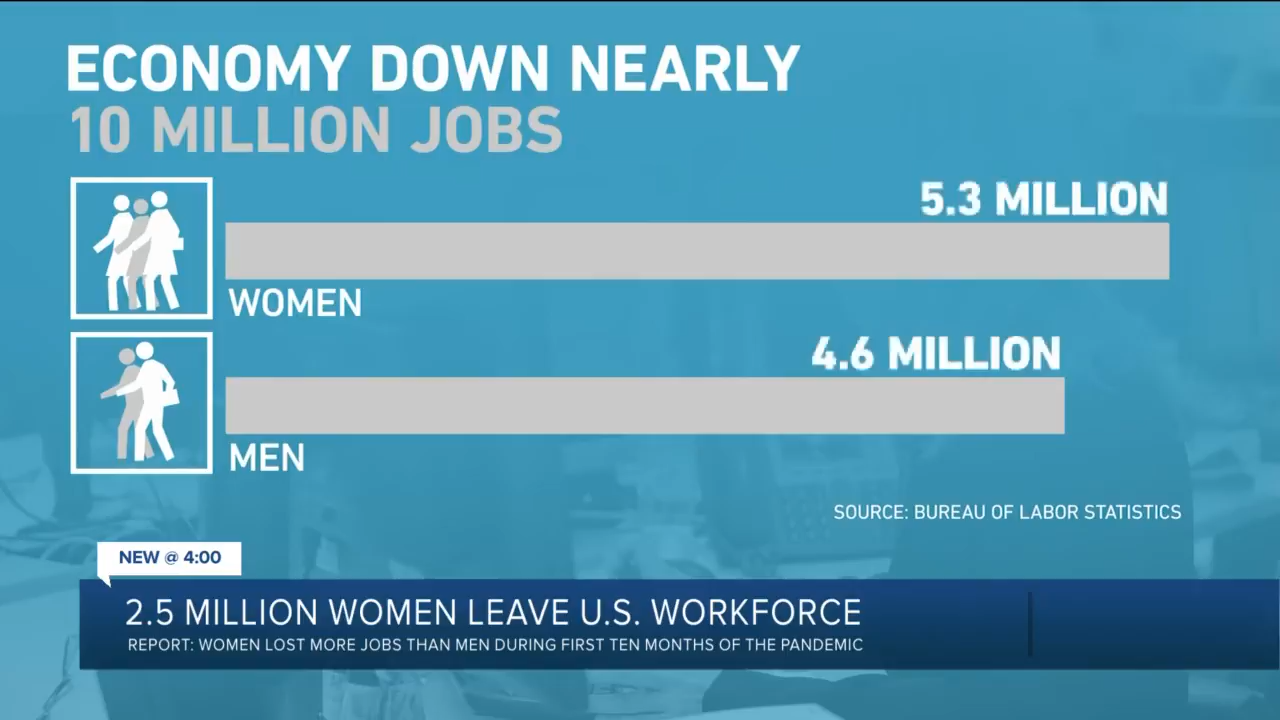 ECONOMY DOWN NEARLY
10 MILLION JOBS
5.3 MILLION
WOMEN
4.6 MILLION
MEN
SOURCE: BUREAU OF LABOR STATISTICS
NEW @ 4:00
2.5 MILLION WOMEN LEAVE U.S. WORKFORCE
REPORT: WOMEN LOST MORE JOBS THAN MEN DURING FIRST TEN MONTHS OF THE PANDEMIC